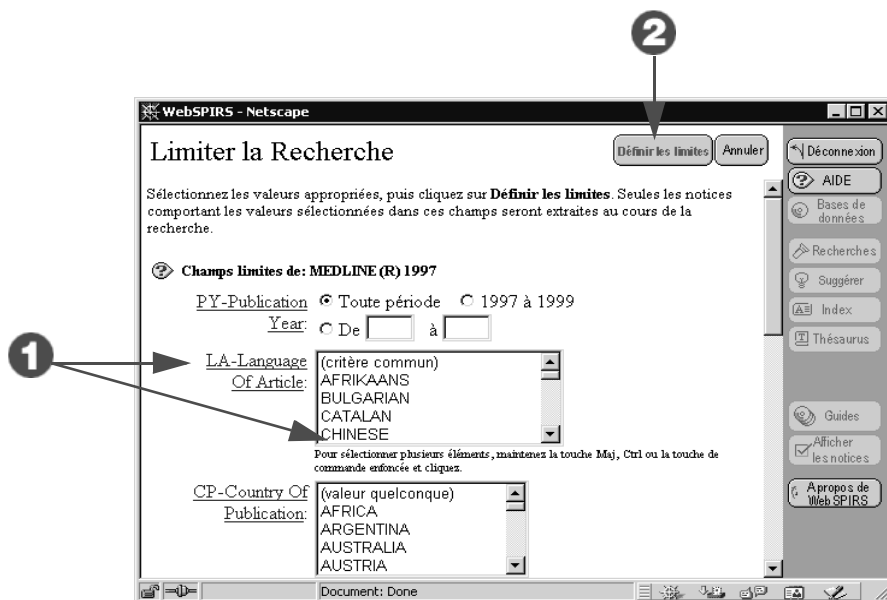 2
WebSPIRS - Netscape
Limiter la Recherche
Définir les limites
Annuler
Sélectionnez les valeurs appropriées, puis cliquez sur Définir les limites. Seules les notices
comportant les valeurs sélectionnées dans ces champs seront extraites au cours de la
recherche.
Champs limites de: MEDLINE (R) 1997
PY-Publication
Year:
Toute période
1997 à 1999
De
à
1
LA-Language
Of Article:
(critère commun)
AFRIKAANS
BULGARIAN
CATALAN
CHINESE
Pour sélectionner plusieurs éléments, maintenez la touche Maj, Ctrl ou la touche de
commande enfoncée et cliquez.
CP-Country Of
Publication:
(valeur quelconque)
AFRICA
ARGENTINA
AUSTRALIA
AUSTRIA
Déconnexion
AIDE
Bases de
données
Recherches
Suggérer
Index
Thésaurus
Guides
Afficher
les notices
A propos de
WebSPIRS
Document: Done